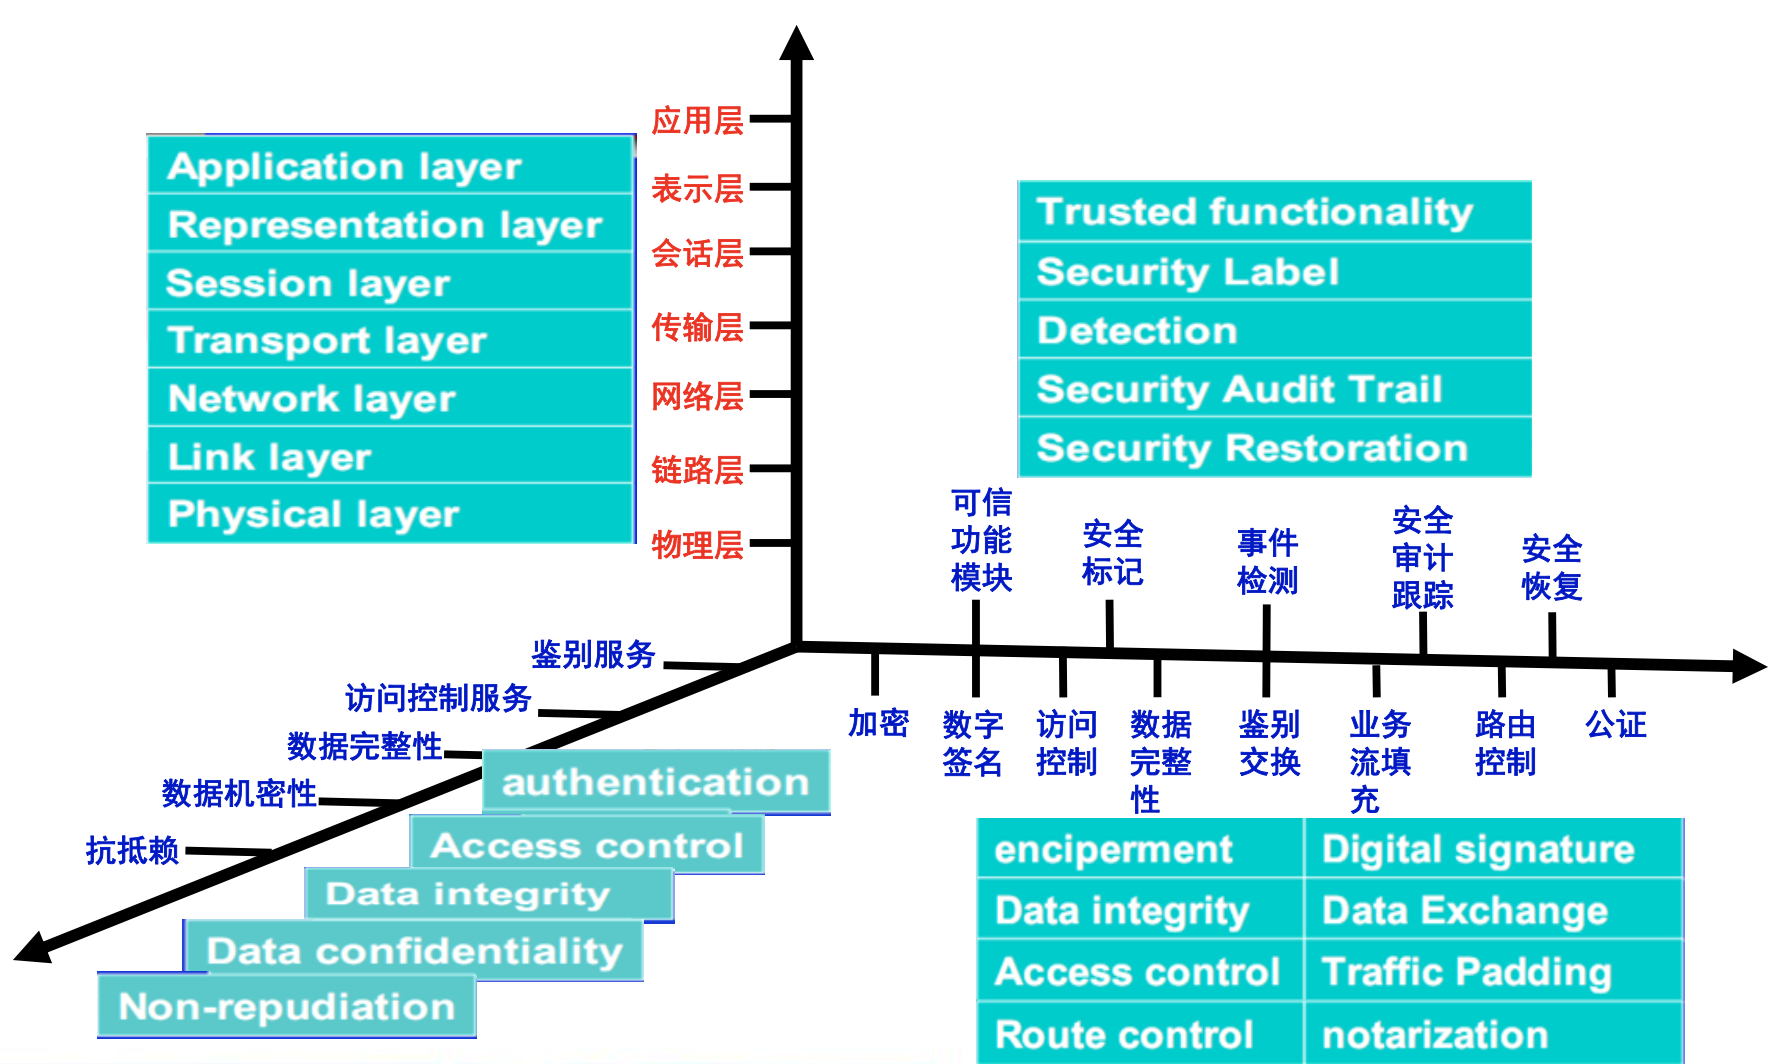 应用层
表示层
会话层
传输层
网络层
链路层
物理层
Application layer
Representation layer
Session layer
Transport layer
Network layer
Link layer
Physical layer
Trusted functionality
Security Label
Detection
Security Audit Trail
Security Restoration
可信
功能
模块
安全
标记
事件
检测
安全
审计
跟踪
安全
恢复
加密
数字
签名
访问
控制
数据
完整
性
鉴别
交换
业务
流填
充
路由
控制
公证
鉴别服务
访问控制服务
数据完整性
数据机密性
抗抵赖
authentication
Access control
Data integrity
Data confidentiality
Non-repudiation
enciperment
Digital signature
Data integrity
Data Exchange
Access control
Traffic Padding
Route control
notarization